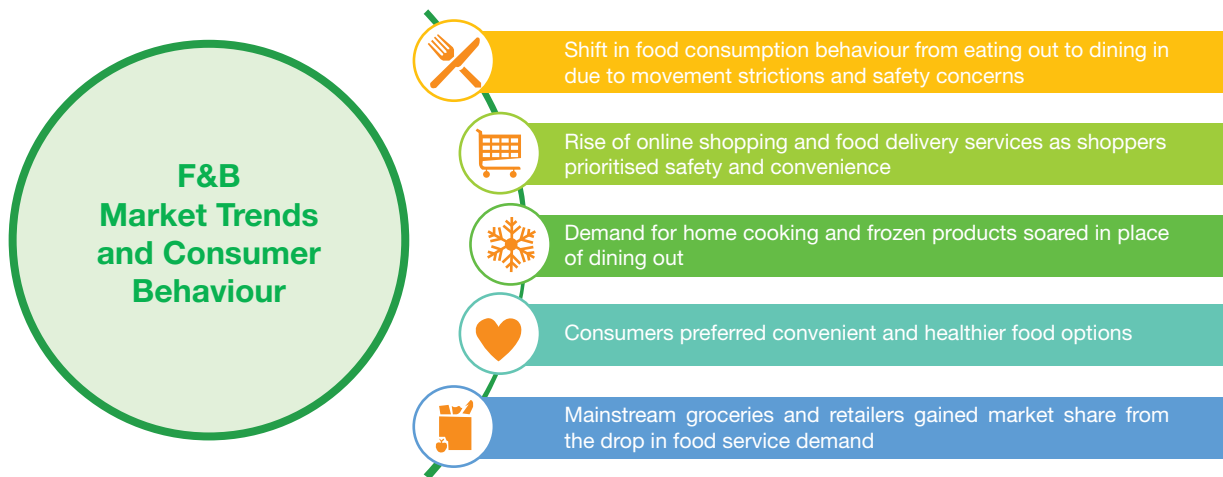 F&B
Market Trends
and Consumer
Behaviour
Shift in food consumption behaviour from eating out to dining in
due to movement strictions and safety concerns
Rise of online shopping and food delivery services as shoppers
prioritised safety and convenience
Demand for home cooking and frozen products soared in place
of dining out
Consumers preferred convenient and healthier food options
Mainstream groceries and retailers gained market share from
the drop in food service demand